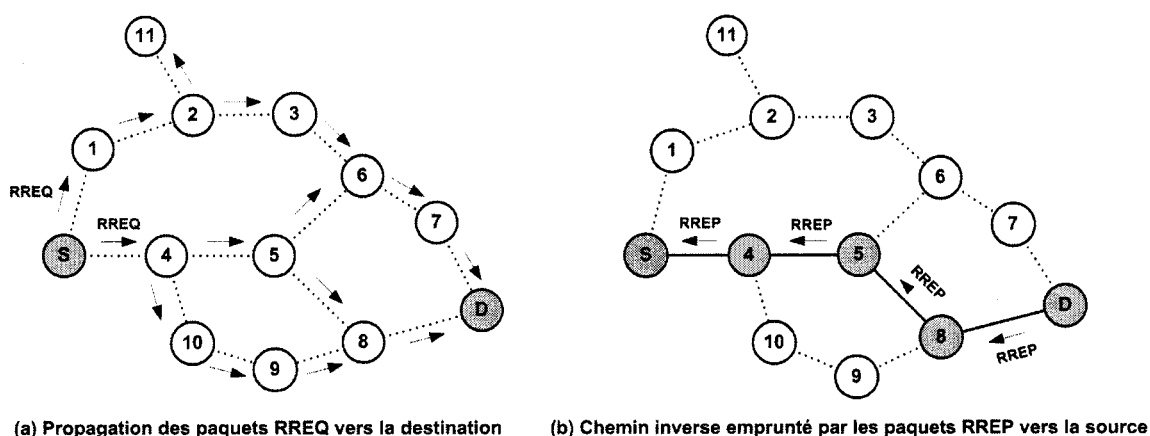 11
2
3
1
6
RREQ
7
RREQ
S
4
5
D
10
8
9
(a) Propagation des paquets RREQ vers la destination
11
2
3
1
6
7
RREP
RREP
S
4
5
RREP
D
10
8
RREP
9
(b) Chemin inverse emprunté par les paquets RREP vers la source